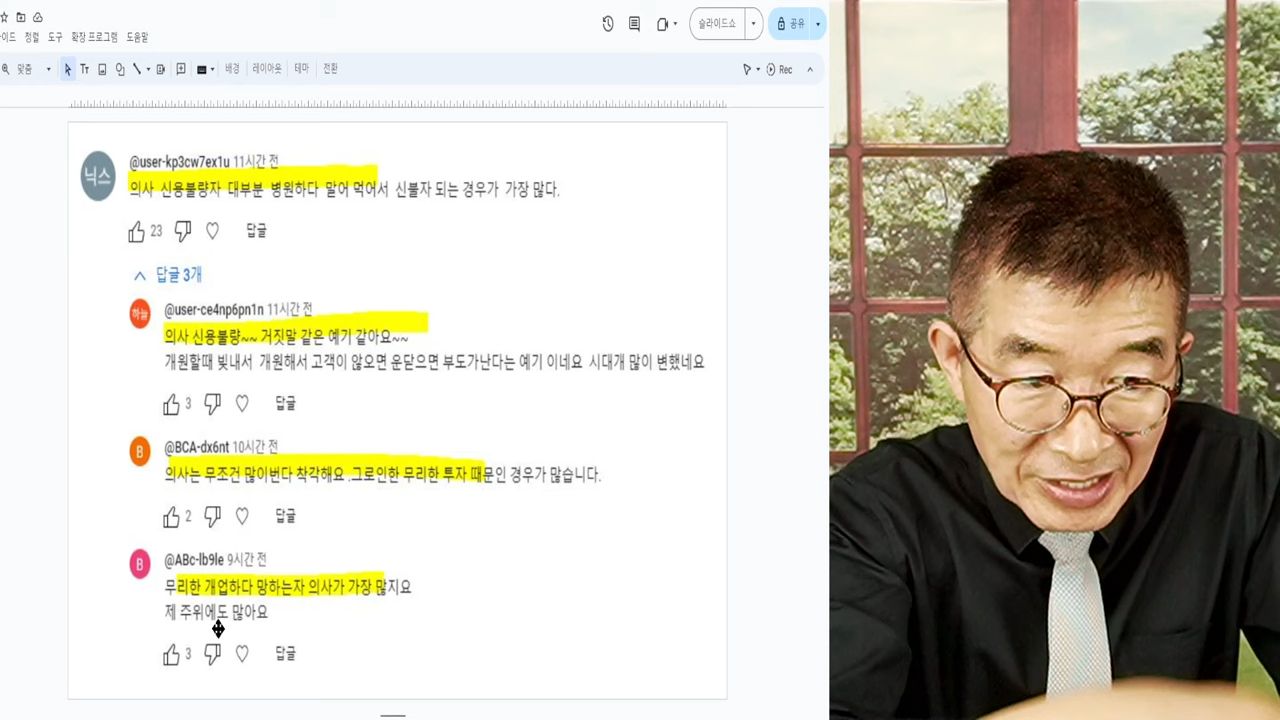 이드 정렬 도구 확장 프로그램 도움말
슬라이드쇼
공유
맞춤
Tт
배경 레이아웃 테마 전환
Rec
닉스
@user-kp3cw7ex1u 11시간 전
의사 신용불량자 대부분 병원하다 말어 먹어서 신불자 되는 경우가 가장 많다.
23 답글
답글 3개
하늘
@user-ce4np6pn1n 11시간 전
의사 신용불량~~ 거짓말 같은 예기 같아요~~
개원할때 빚내서 개원해서 고객이 않오면 운닫으면 부도가난다는 예기 이네요 시대개 많이 변했네요
3 답글
B
@BCA-dx6nt 10시간 전
의사는 무조건 많이번다 착각해요 .그로인한 무리한 투자 때문인 경우가 많습니다.
2 답글
B
@ABc-lb9le 9시간 전
무리한 개업하다 망하는자 의사가 가장 많지요
제 주위에도 많아요
3 답글